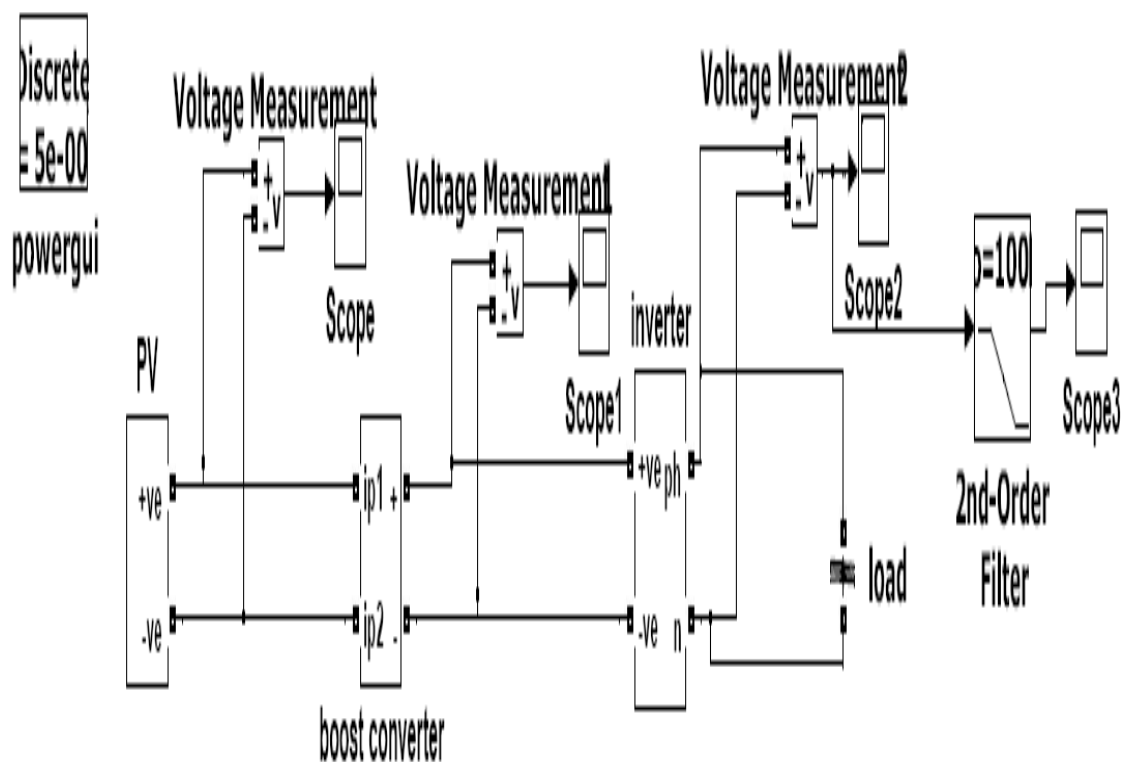 Discrete
= 5e-00
powergui
Voltage Measurement
+
-
v
Scope
Voltage Measurement1
+
-
v
Scope1
Voltage Measurement2
+
-
v
Scope2
PV
+ve
-ve
ip1 +
ip2 -
boost converter
inverter
+ve ph
-ve n
load
o=100
2nd-Order
Filter
Scope3